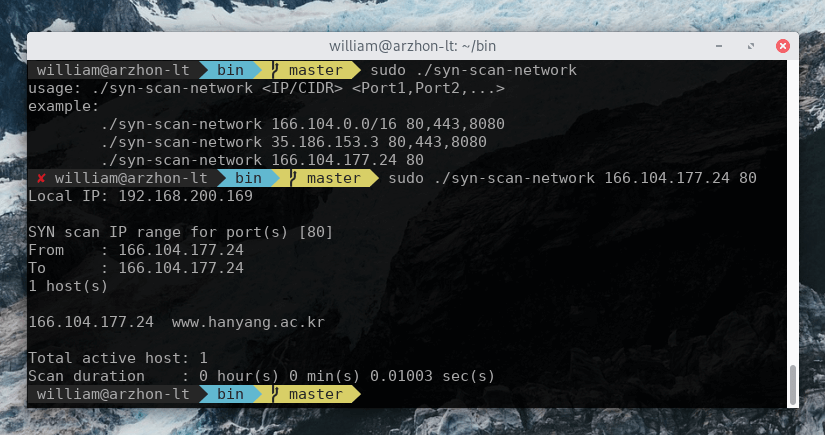 william@arzhon-lt: ~/bin
william@arzhon-lt bin master sudo ./syn-scan-network
usage: ./syn-scan-network <IP/CIDR> <Port1,Port2,...>
example:
./syn-scan-network 166.104.0.0/16 80,443,8080
./syn-scan-network 35.186.153.3 80,443,8080
./syn-scan-network 166.104.177.24 80
✘ william@arzhon-lt bin master sudo ./syn-scan-network 166.104.177.24 80
Local IP: 192.168.200.169
SYN scan IP range for port(s) [80]
From : 166.104.177.24
To : 166.104.177.24
1 host(s)
166.104.177.24 www.hanyang.ac.kr
Total active host: 1
Scan duration : 0 hour(s) 0 min(s) 0.01003 sec(s)
william@arzhon-lt bin master